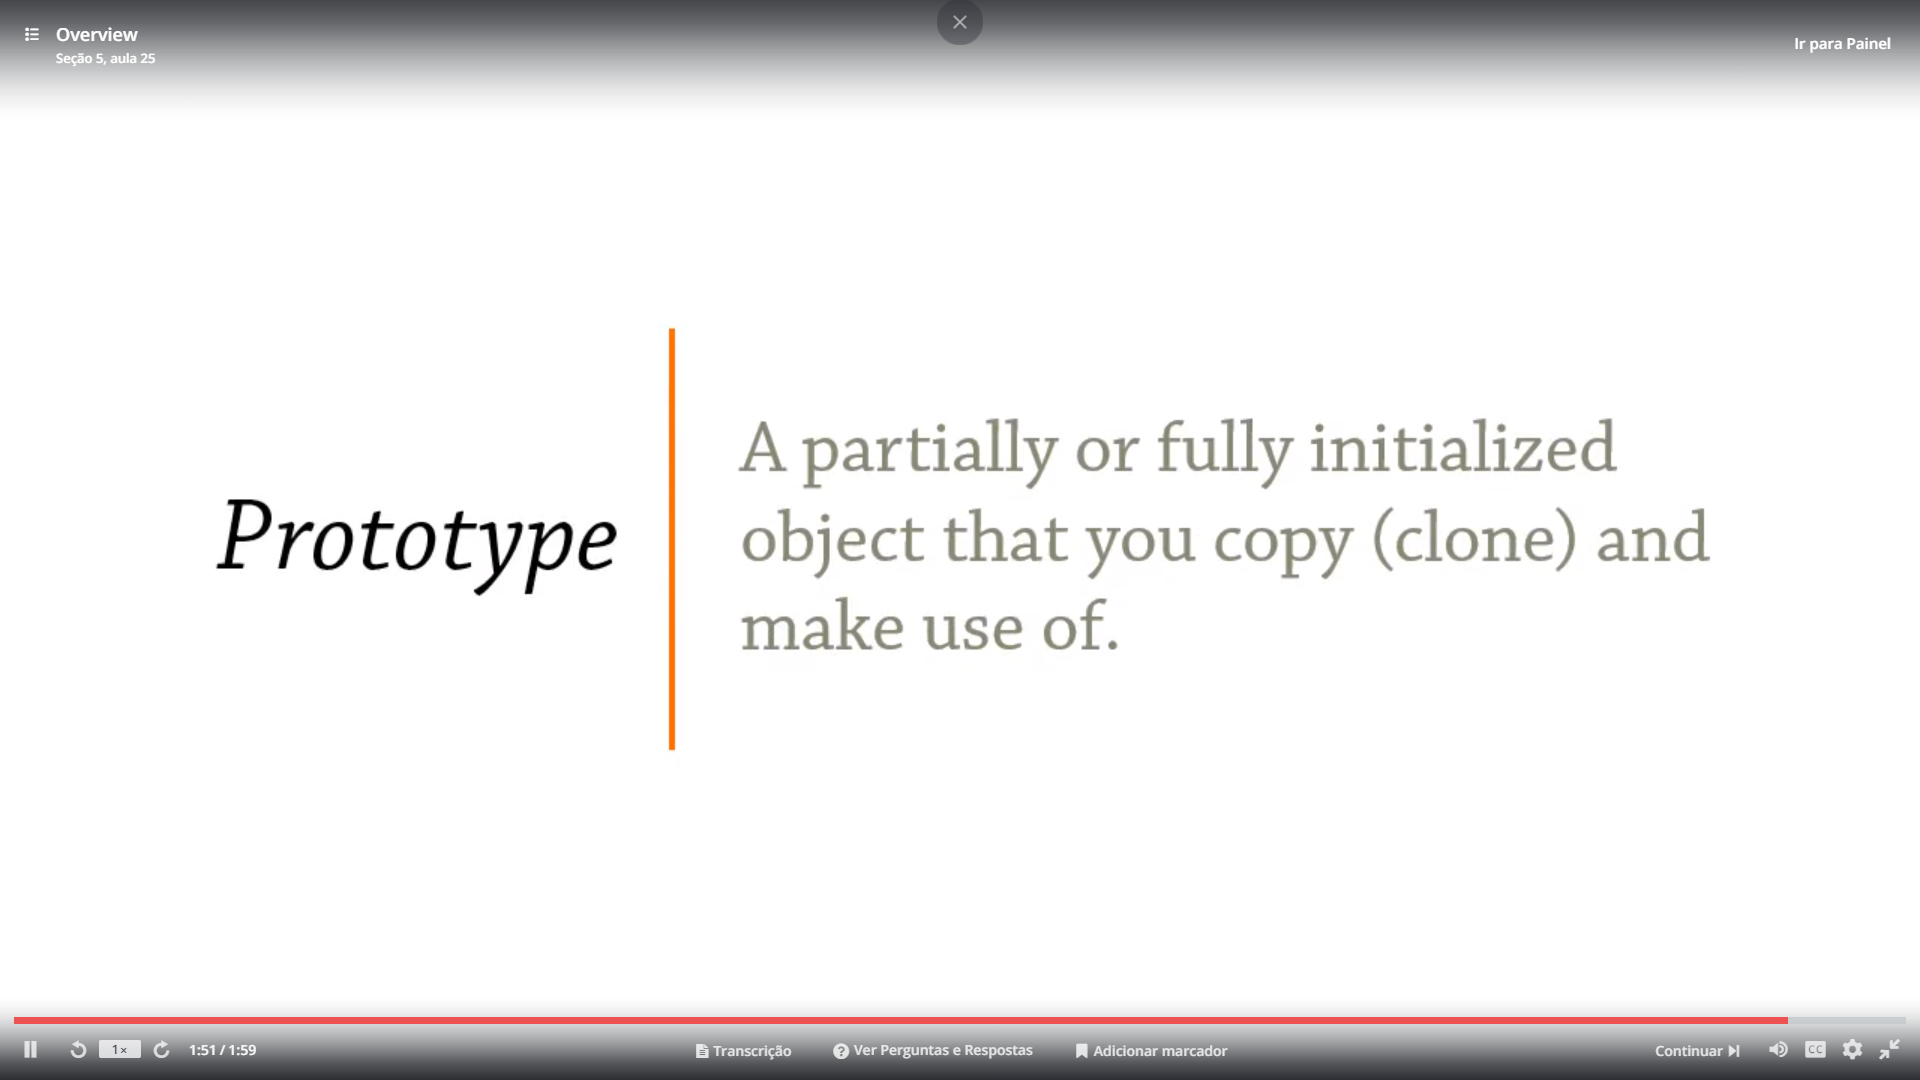 Overview
Seção 5, aula 25
Ir para Painel
Prototype
A partially or fully initialized
object that you copy (clone) and
make use of.
1×
1:51 / 1:59
Transcrição
Ver Perguntas e Respostas
Adicionar marcador
Continuar
CC